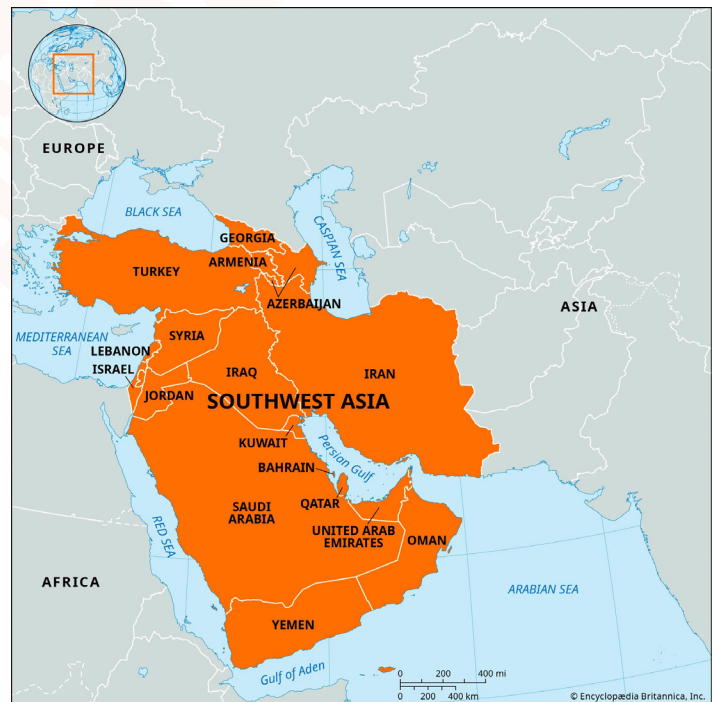 EUROPE
BLACK SEA
CASPIAN SEA
GEORGIA
ARMENIA
TURKEY
AZERBAIJAN
ASIA
MEDITERRANEAN
SEA
SYRIA
LEBANON
ISRAEL
IRAQ
IRAN
JORDAN
SOUTHWEST ASIA
KUWAIT
Persian Gulf
BAHRAIN
QATAR
SAUDI
ARABIA
UNITED ARAB
EMIRATES
OMAN
RED SEA
AFRICA
ARABIAN SEA
YEMEN
Gulf of Aden
0 200 400 mi
0 200 400 km
© Encyclopædia Britannica, Inc.